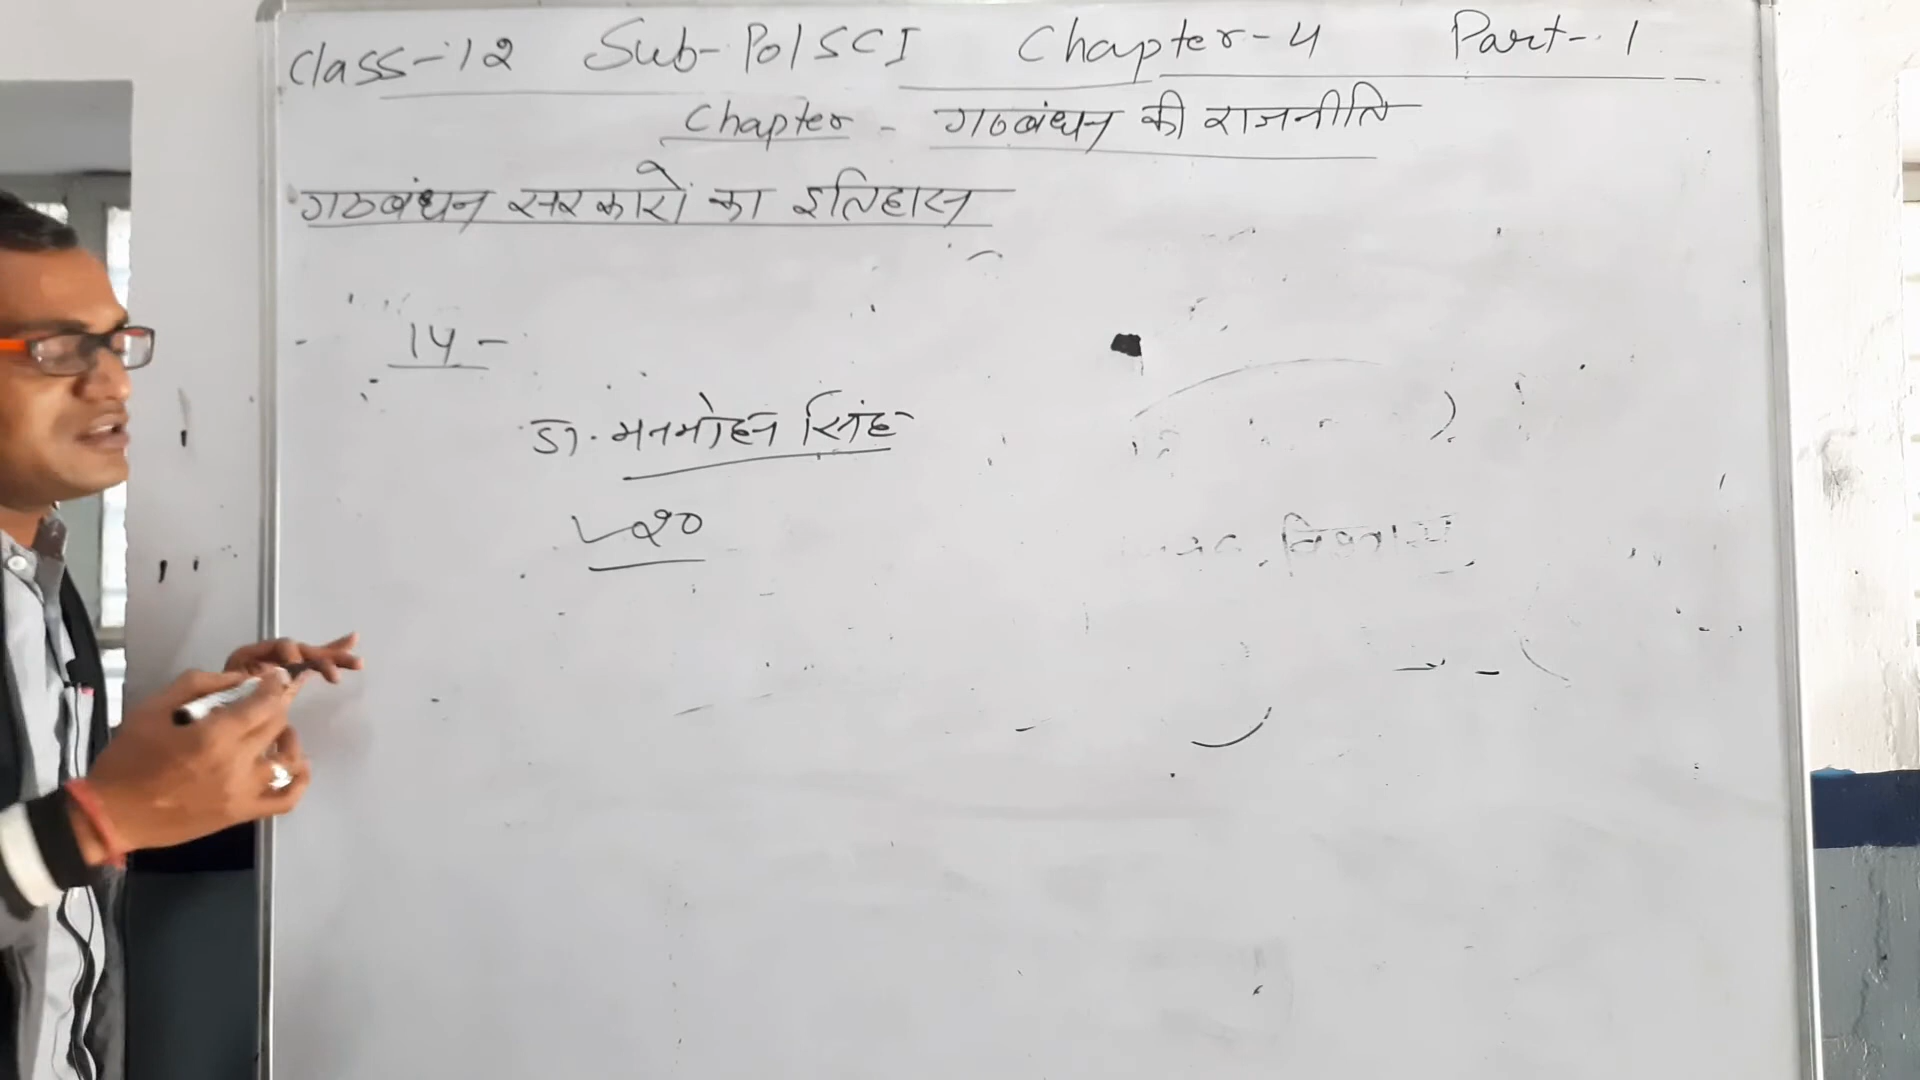 Class-12 Sub-Pol SCI Chapter-4 Part-1
Chapter - गठबंधन की राजनीति
गठबंधन सरकारों का इतिहास
14 -
डा. मनमोहन सिंह
20